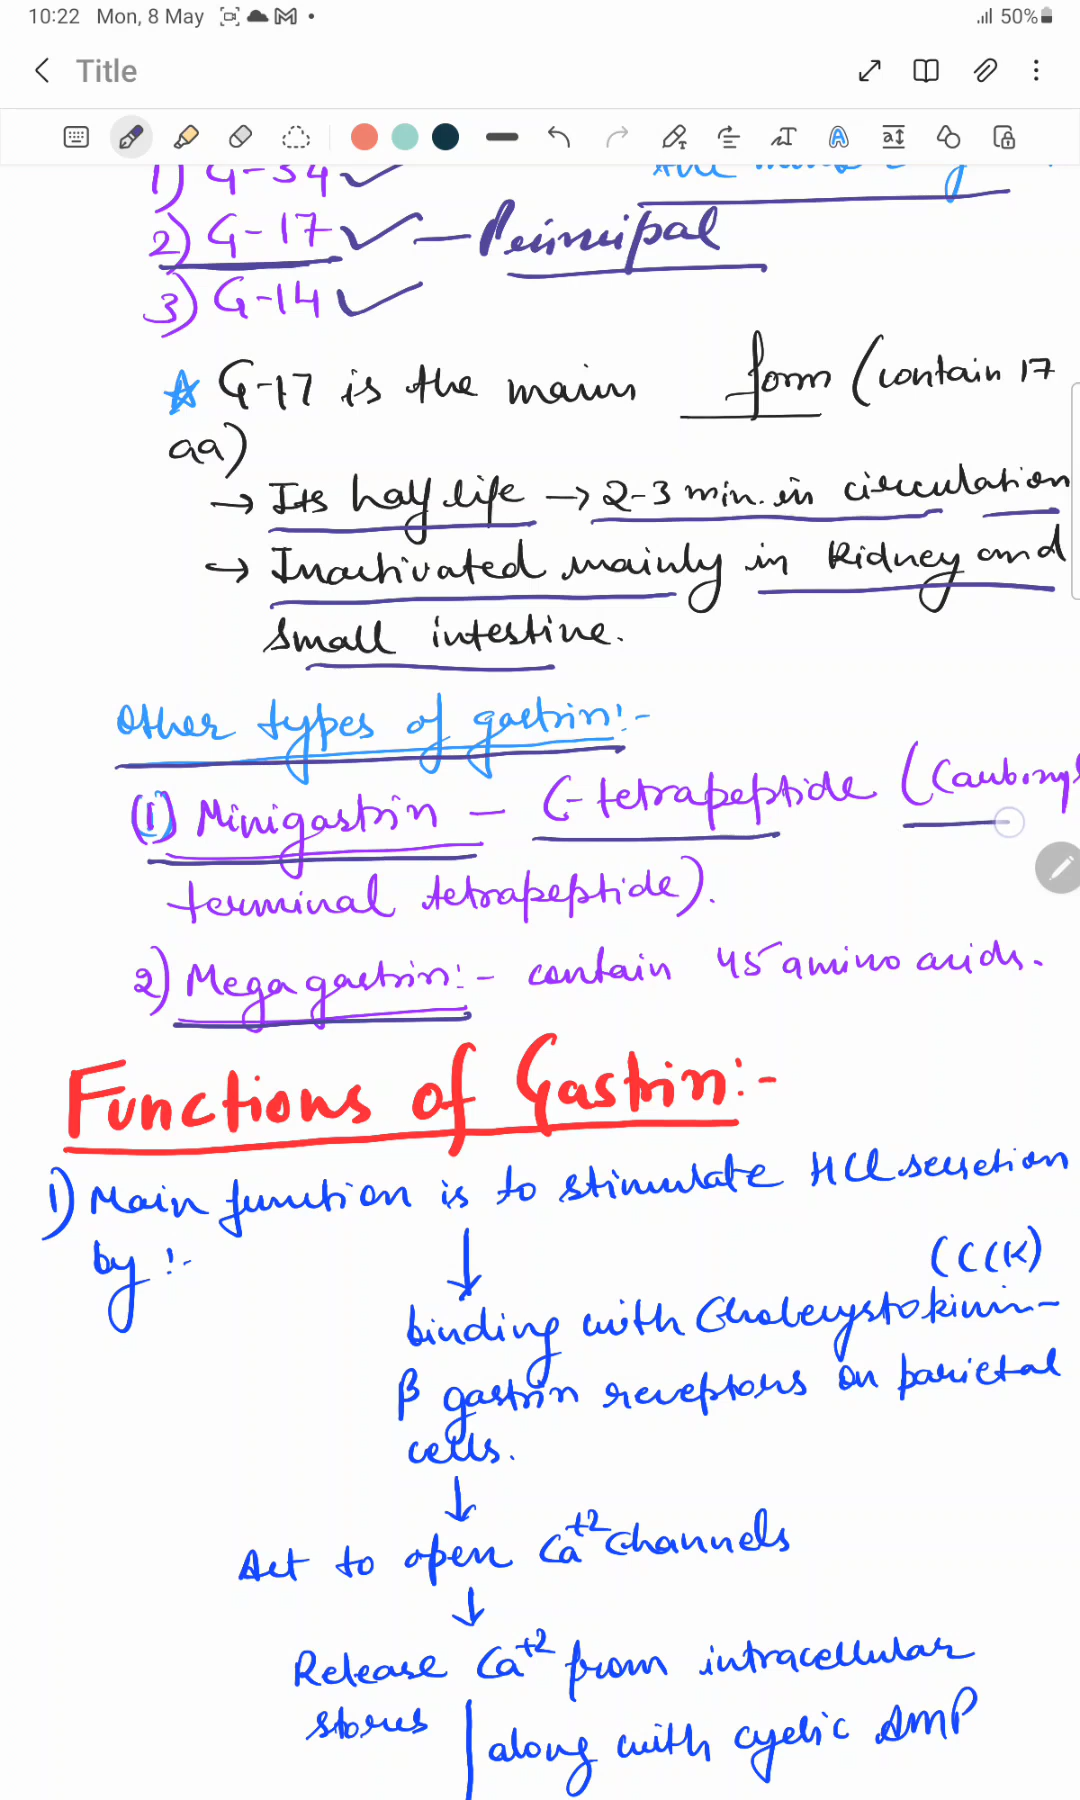 10:22 Mon, 8 May 50%
Title
1) G-34
2) G-17 — Principal
3) G-14
G-17 is the main form (contain 17
aa)
→ Its half life → 2-3 min. in circulation
→ Inactivated mainly in Kidney and
small intestine.
Other types of gastrin:-
(1) Minigastrin — C-tetrapeptide (Carboxyl
terminal tetrapeptide).
2) Mega gastrin:- contain 45 amino acids.
Functions of Gastrin:-
1) Main function is to stimulate HCl secretion
by :-
↓
(CCK)
binding with Cholecystokinin-
β gastrin receptors on parietal
cells.
↓
Act to open Ca+2 channels
↓
Release Ca+2 from intracellular
stores
along with cyclic AMP